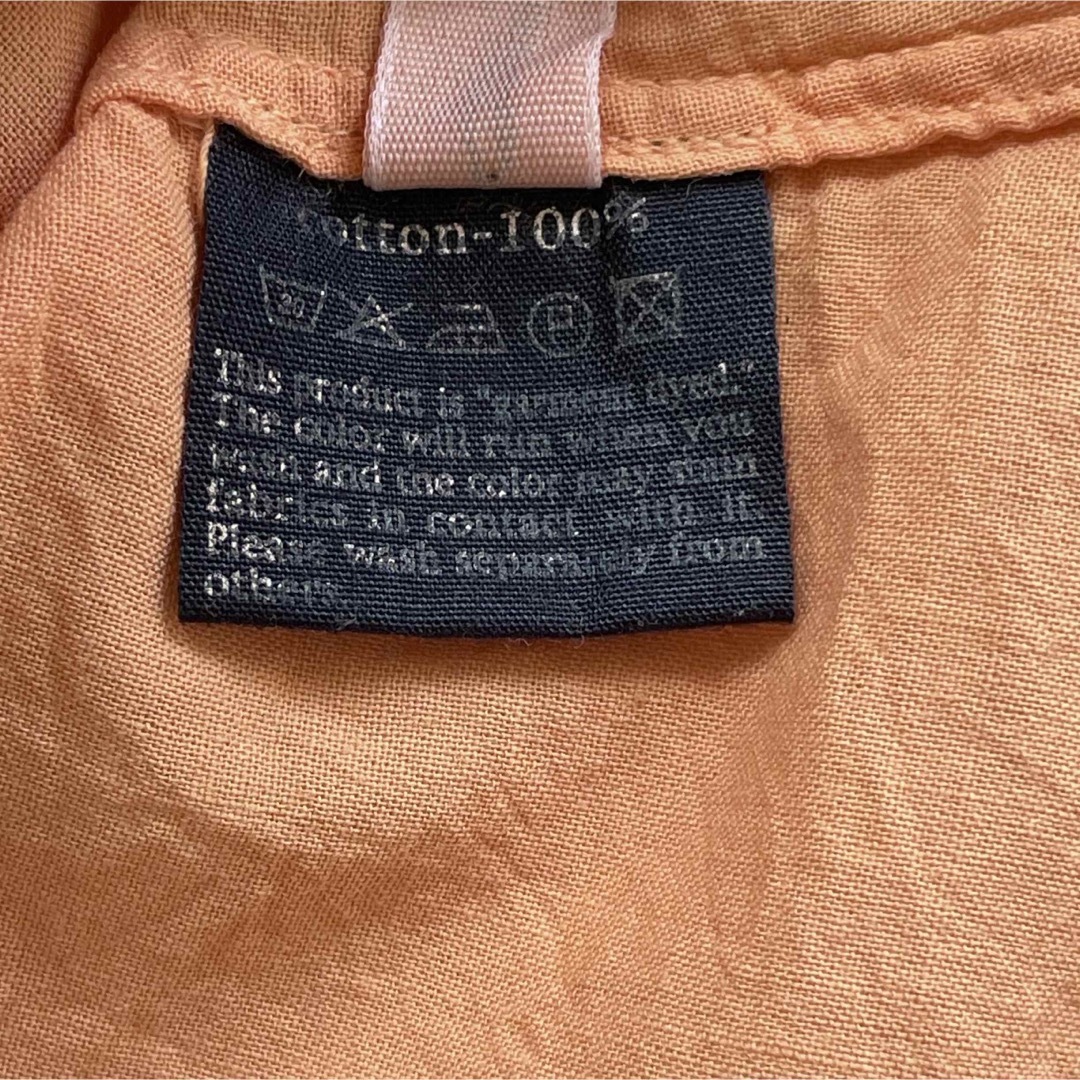 Cotton-100%
30
This product is "garment dyed."
The color will run when you
wash and the color may stain
fabrics in contact with it.
Please wash separately from
others.